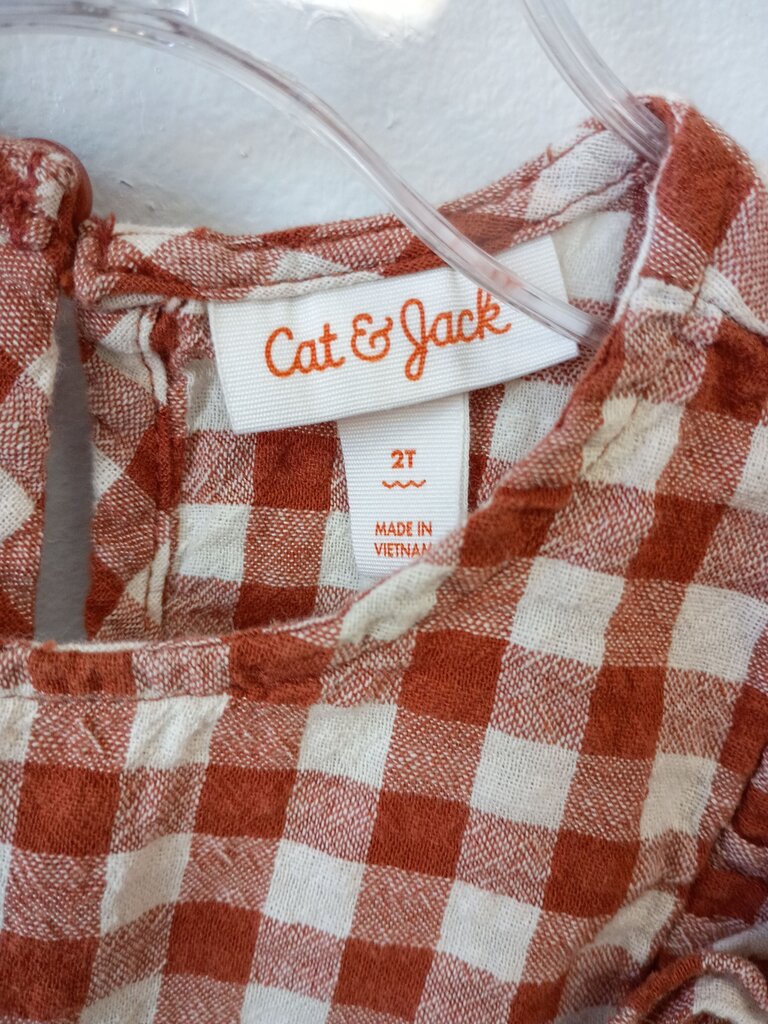 Cat & Jack
2T
MADE IN
VIETNAM